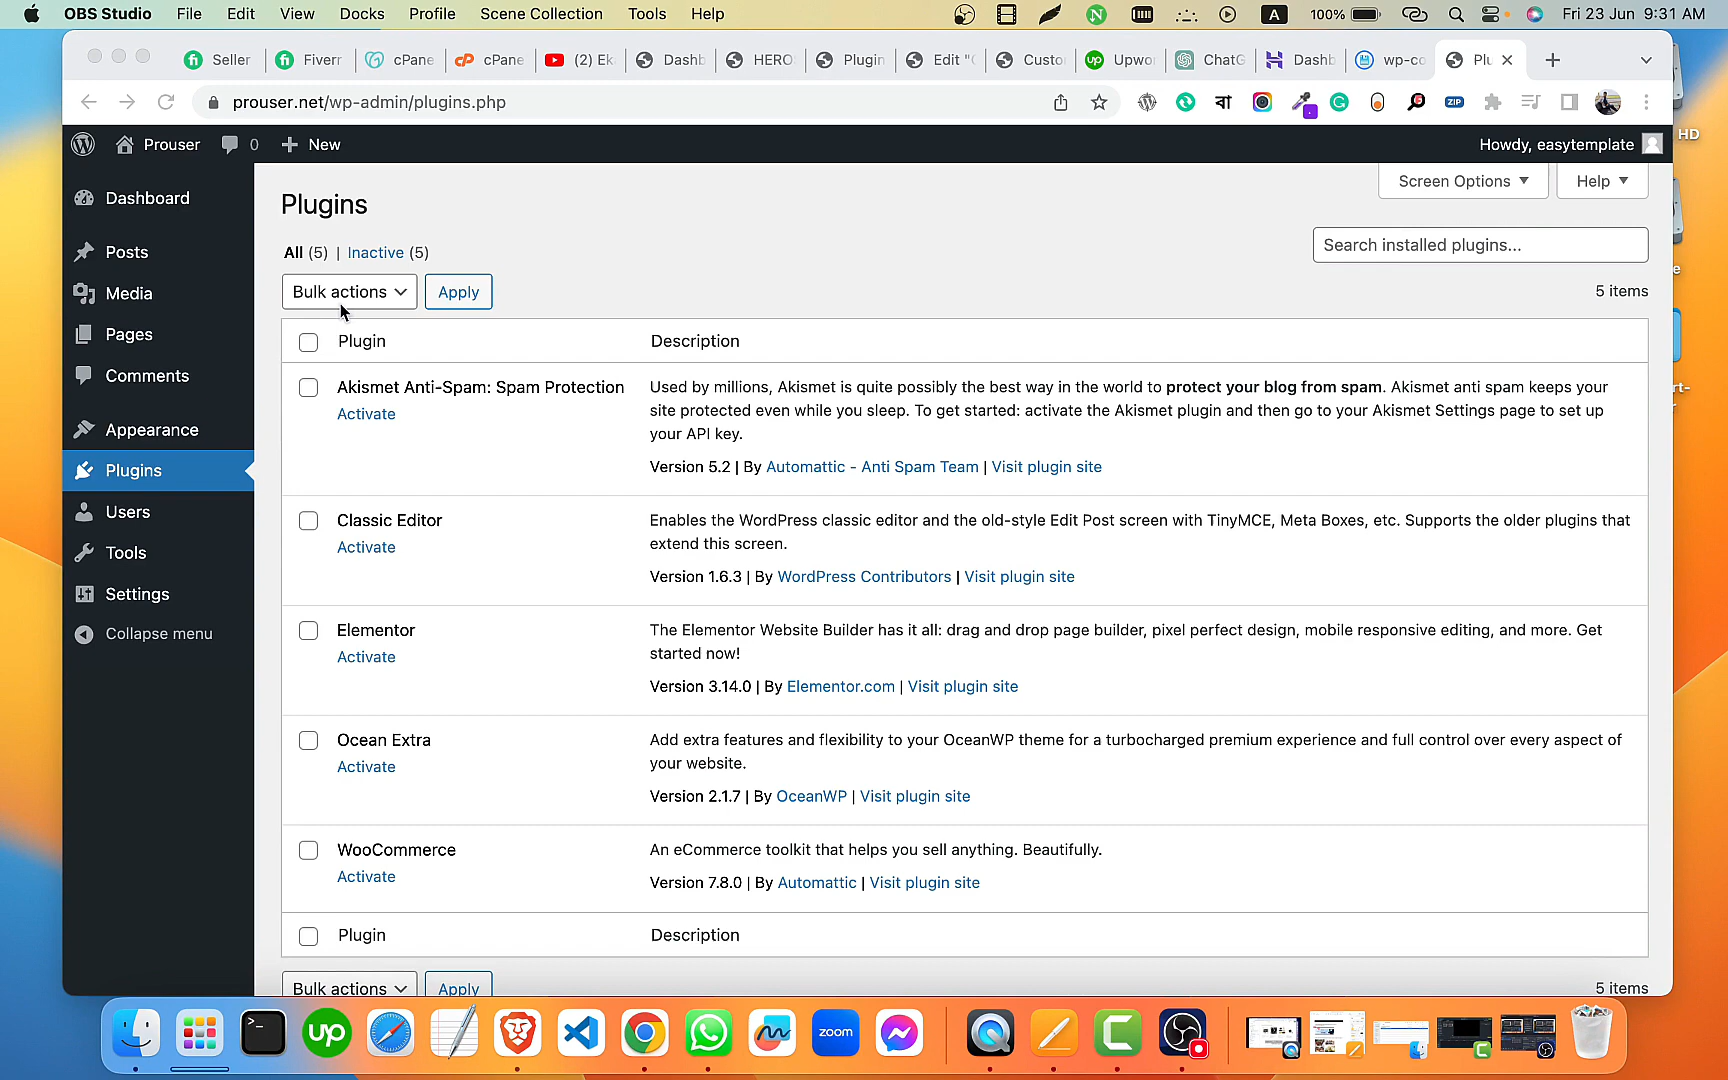 OBS Studio File Edit View Docks Profile Scene Collection Tools Help A 100% Fri 23 Jun 9:31 AM
Seller Fiverr cPane cPane (2) Ek Dashb HERO Plugin Edit "C Custo Upwo ChatG Dashb wp-co Plu
prouser.net/wp-admin/plugins.php বা ZIP
HD
Prouser 0 New Howdy, easytemplate
Screen Options Help
Dashboard
Posts
Media
Pages
Comments
Appearance
Plugins
Users
Tools
Settings
Collapse menu
Plugins
All (5) | Inactive (5)
Search installed plugins...
Bulk actions Apply 5 items
Plugin Description
Akismet Anti-Spam: Spam Protection
Activate
Used by millions, Akismet is quite possibly the best way in the world to protect your blog from spam. Akismet anti spam keeps your
site protected even while you sleep. To get started: activate the Akismet plugin and then go to your Akismet Settings page to set up
your API key.
Version 5.2 | By Automattic - Anti Spam Team | Visit plugin site
Classic Editor
Activate
Enables the WordPress classic editor and the old-style Edit Post screen with TinyMCE, Meta Boxes, etc. Supports the older plugins that
extend this screen.
Version 1.6.3 | By WordPress Contributors | Visit plugin site
Elementor
Activate
The Elementor Website Builder has it all: drag and drop page builder, pixel perfect design, mobile responsive editing, and more. Get
started now!
Version 3.14.0 | By Elementor.com | Visit plugin site
Ocean Extra
Activate
Add extra features and flexibility to your OceanWP theme for a turbocharged premium experience and full control over every aspect of
your website.
Version 2.1.7 | By OceanWP | Visit plugin site
WooCommerce
Activate
An eCommerce toolkit that helps you sell anything. Beautifully.
Version 7.8.0 | By Automattic | Visit plugin site
Plugin Description
Bulk actions Apply 5 items
up zoom